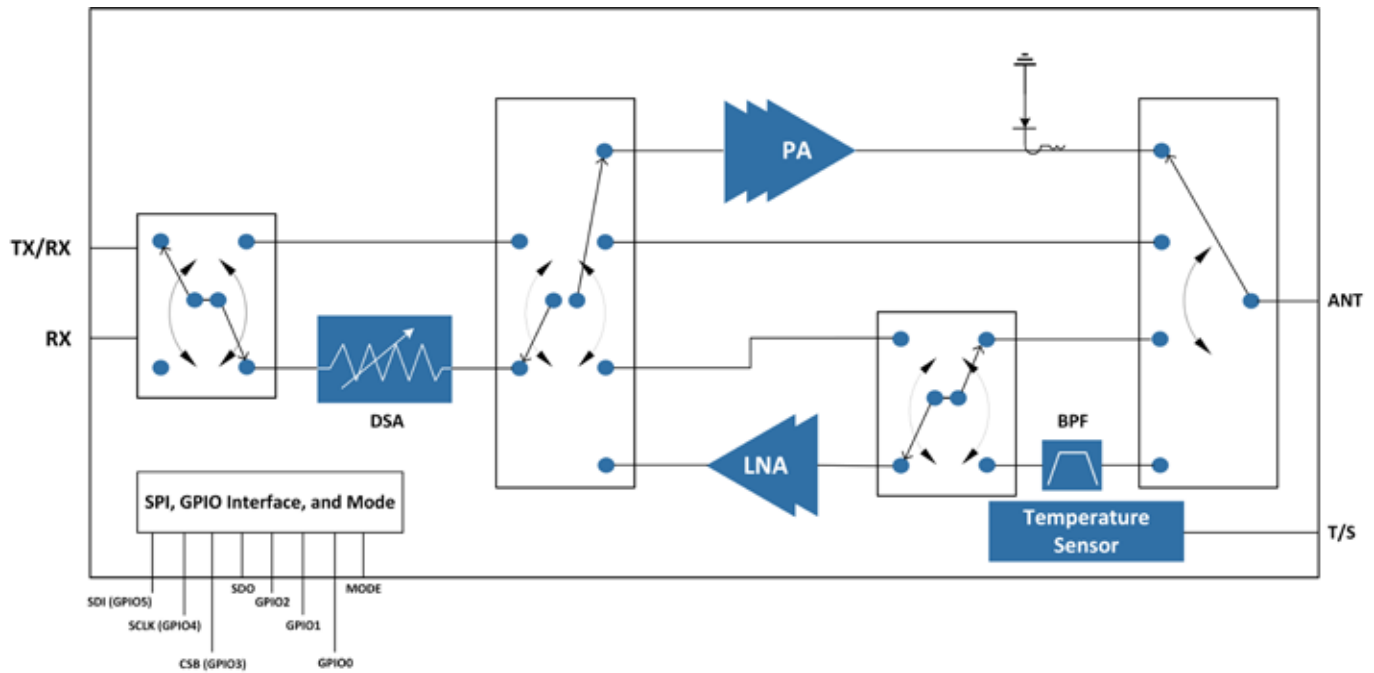 PA
TX/RX
RX
ANT
DSA
BPF
LNA
SPI, GPIO Interface, and Mode
Temperature
Sensor
T/S
SDI (GPIO5)
SDO
MODE
GPIO2
SCLK (GPIO4)
GPIO1
CSB (GPIO3)
GPIO0